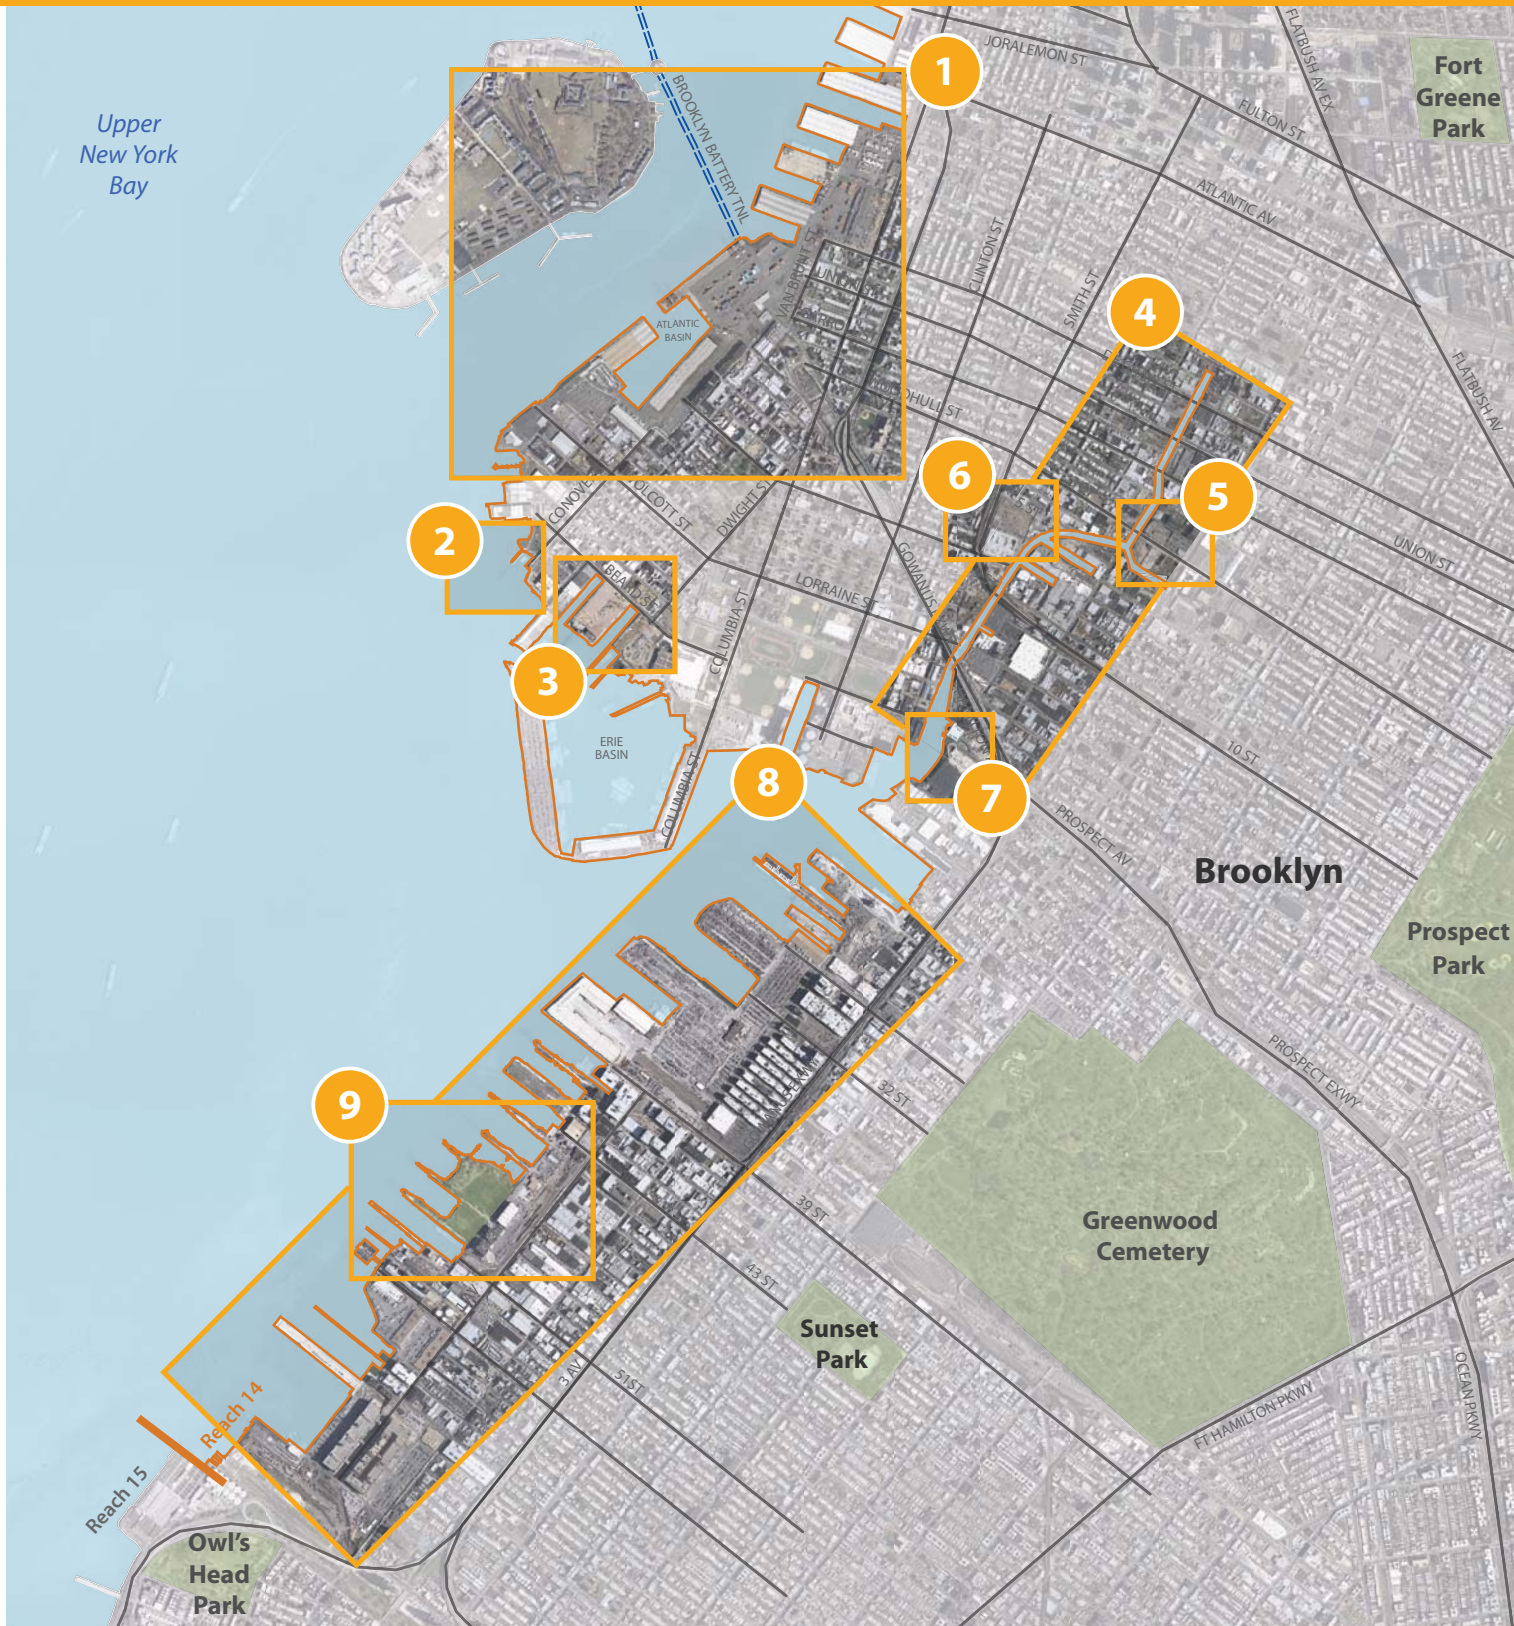 Upper
New York
Bay
BROOKLYN BATTERY TNL
1
JORALEMON ST
FLATBUSH AV EX
Fort
Greene
Park
FULTON ST
ATLANTIC AV
CLINTON ST
SMITH ST
VAN BRUNT ST
UNION ST
ATLANTIC
BASIN
4
FLATBUSH AV
6
5
UNION ST
2
CONOVER
WOLCOTT ST
DWIGHT ST
5 ST
BEARD ST
LORRAINE ST
COLUMBIA ST
3
ERIE
BASIN
COLUMBIA ST
8
7
10 ST
PROSPECT AV
Brooklyn
Prospect
Park
PROSPECT EXWY
32 ST
9
39 ST
Greenwood
Cemetery
43 ST
Sunset
Park
51 ST
3 AV
FT HAMILTON PKWY
OCEAN PKWY
Reach 14
Reach 15
Owl's
Head
Park